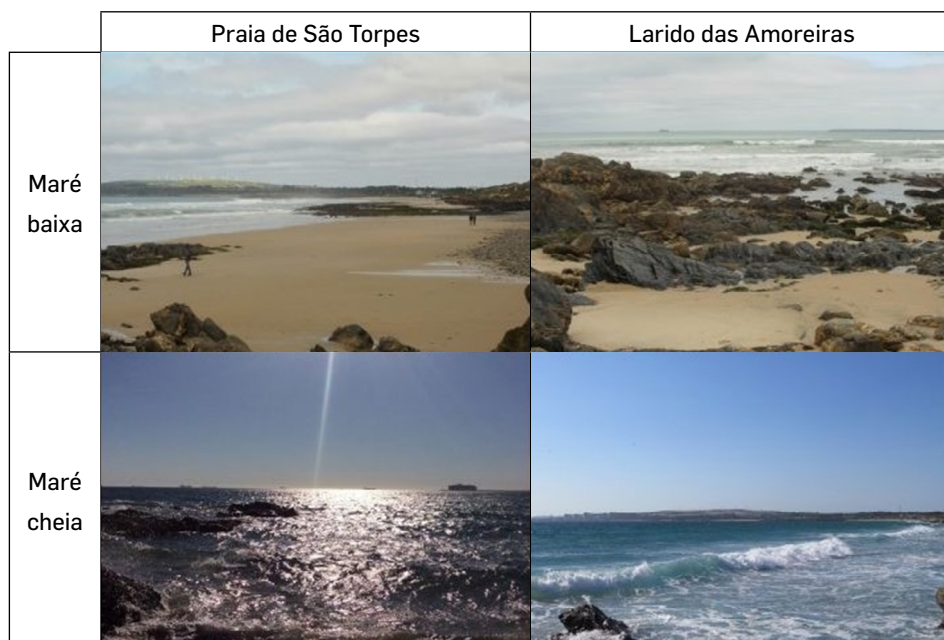 Praia de São Torpes
Larido das Amoreiras
Maré
baixa
Maré
cheia